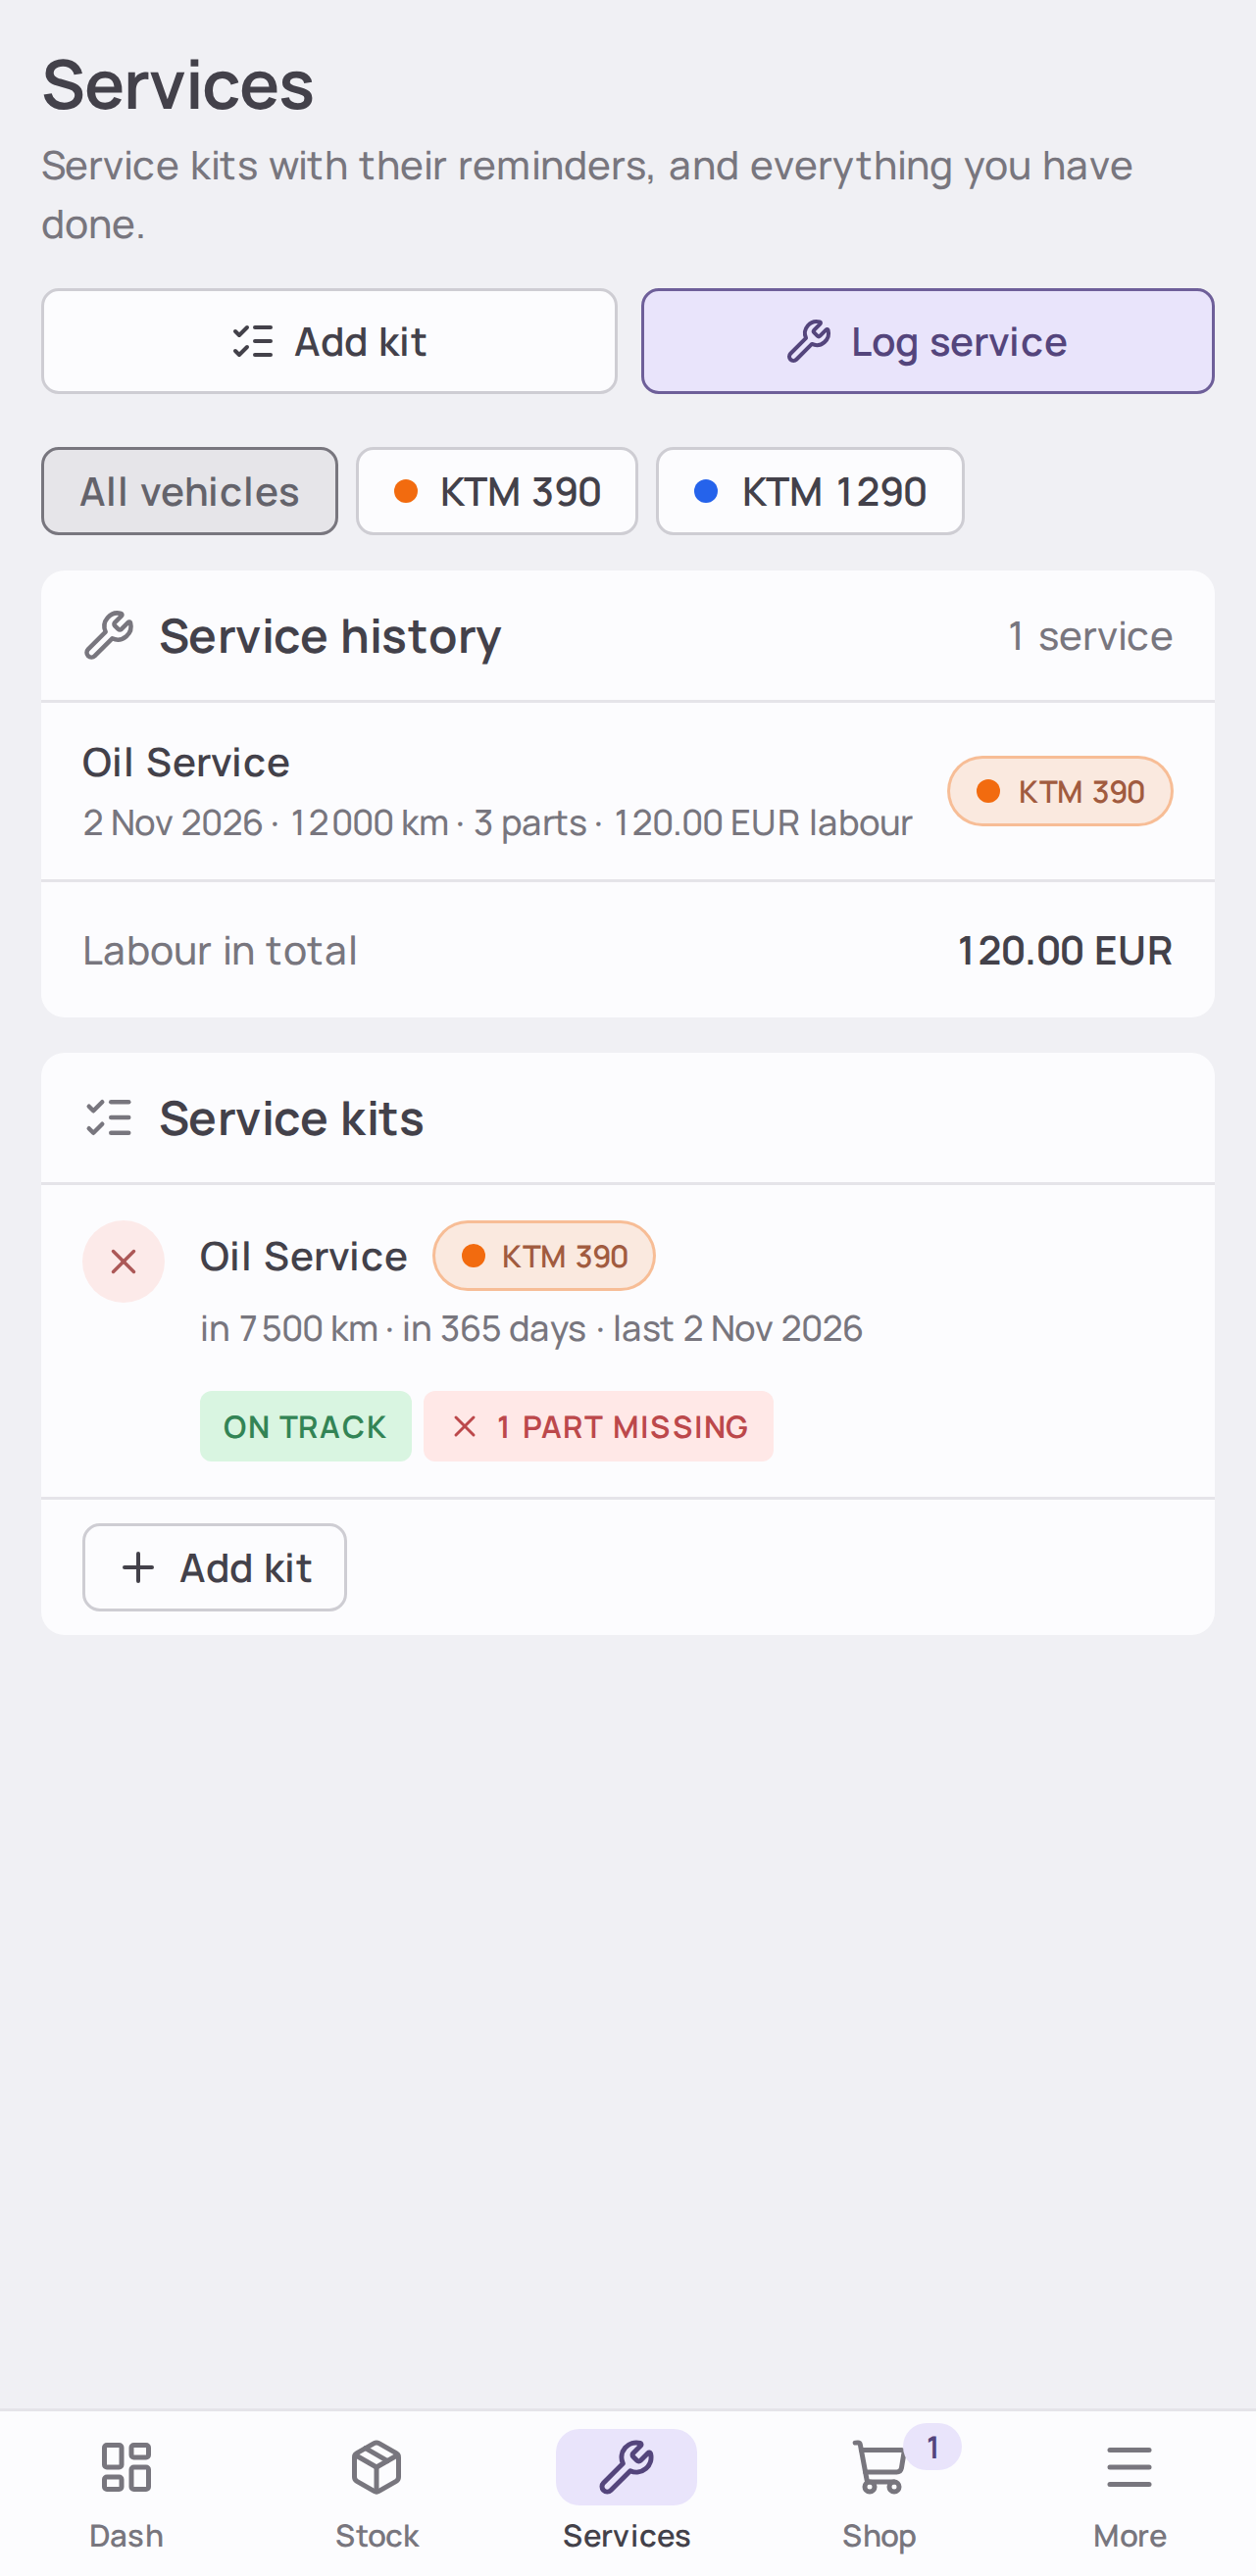 Services
Service kits with their reminders, and everything you have
done.
Add kit
Log service
All vehicles
KTM 390
KTM 1290
Service history
1 service
Oil Service
2 Nov 2026 · 12 000 km · 3 parts · 120.00 EUR labour
KTM 390
Labour in total
120.00 EUR
Service kits
Oil Service
KTM 390
in 7 500 km · in 365 days · last 2 Nov 2026
ON TRACK
1 PART MISSING
Add kit
1
Dash
Stock
Services
Shop
More